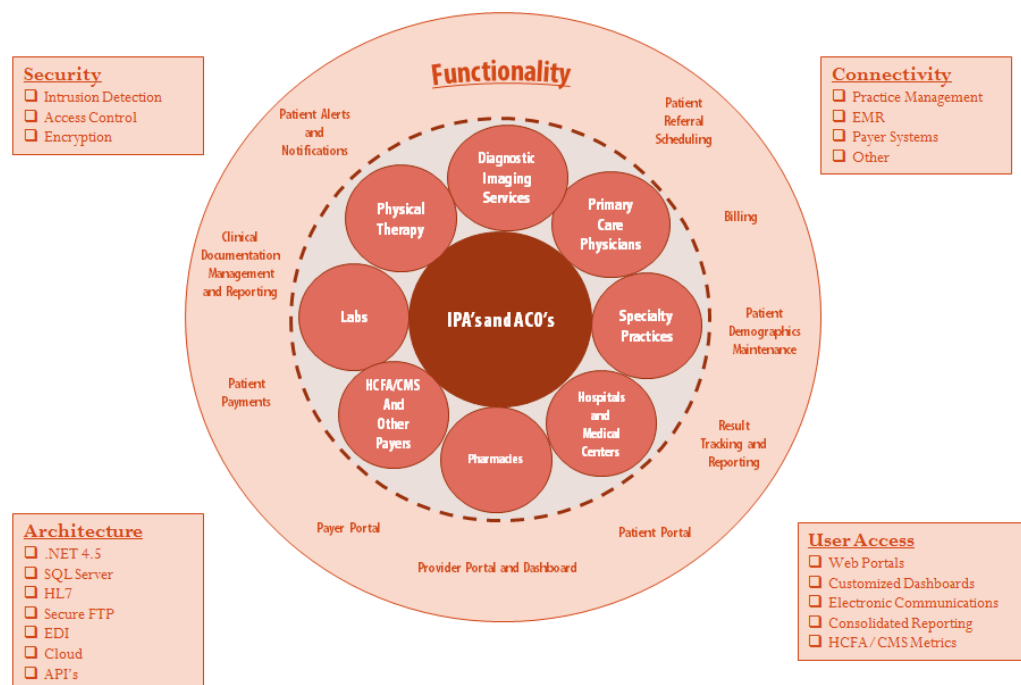 Functionality
Security
Intrusion Detection
Access Control
Encryption
Connectivity
Practice Management
EMR
Payer Systems
Other
Patient Alerts
and
Notifications
Patient
Referral
Scheduling
Clinical
Documentation
Management
and Reporting
Billing
Patient
Demographics
Maintenance
Patient
Payments
Result
Tracking and
Reporting
Payer Portal
Patient Portal
Provider Portal and Dashboard
Diagnostic
Imaging
Services
Physical
Therapy
Primary
Care
Physicians
Labs
IPA's and ACO's
Specialty
Practices
HCFA/CMS
And
Other
Payers
Pharmacies
Hospitals
and
Medical
Centers
Architecture
.NET 4.5
SQL Server
HL7
Secure FTP
EDI
Cloud
API's
User Access
Web Portals
Customized Dashboards
Electronic Communications
Consolidated Reporting
HCFA / CMS Metrics